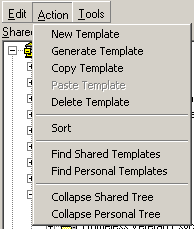 Edit Action Tools
Shared
New Template
Generate Template
Copy Template
Paste Template
Delete Template
Sort
Find Shared Templates
Find Personal Templates
Collapse Shared Tree
Collapse Personal Tree